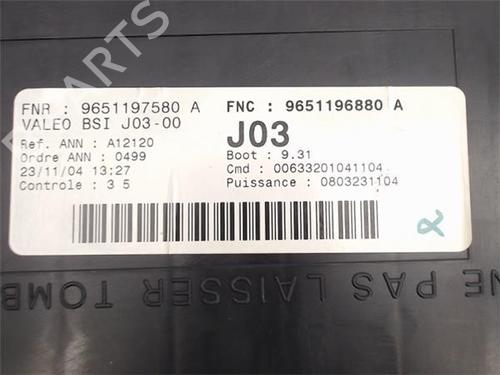 PARTS
FNR : 9651197580 A
FNC : 9651196880 A
VALEO BSI J03-00
J03
Ref. ANN : A12120
Ordre ANN : 0499
23/11/04 13:27
Controle : 3 5
Boot : 9.31
Cmd : 00633201041104
Puissance : 0803231104
NE PAS LAISSER TOMB